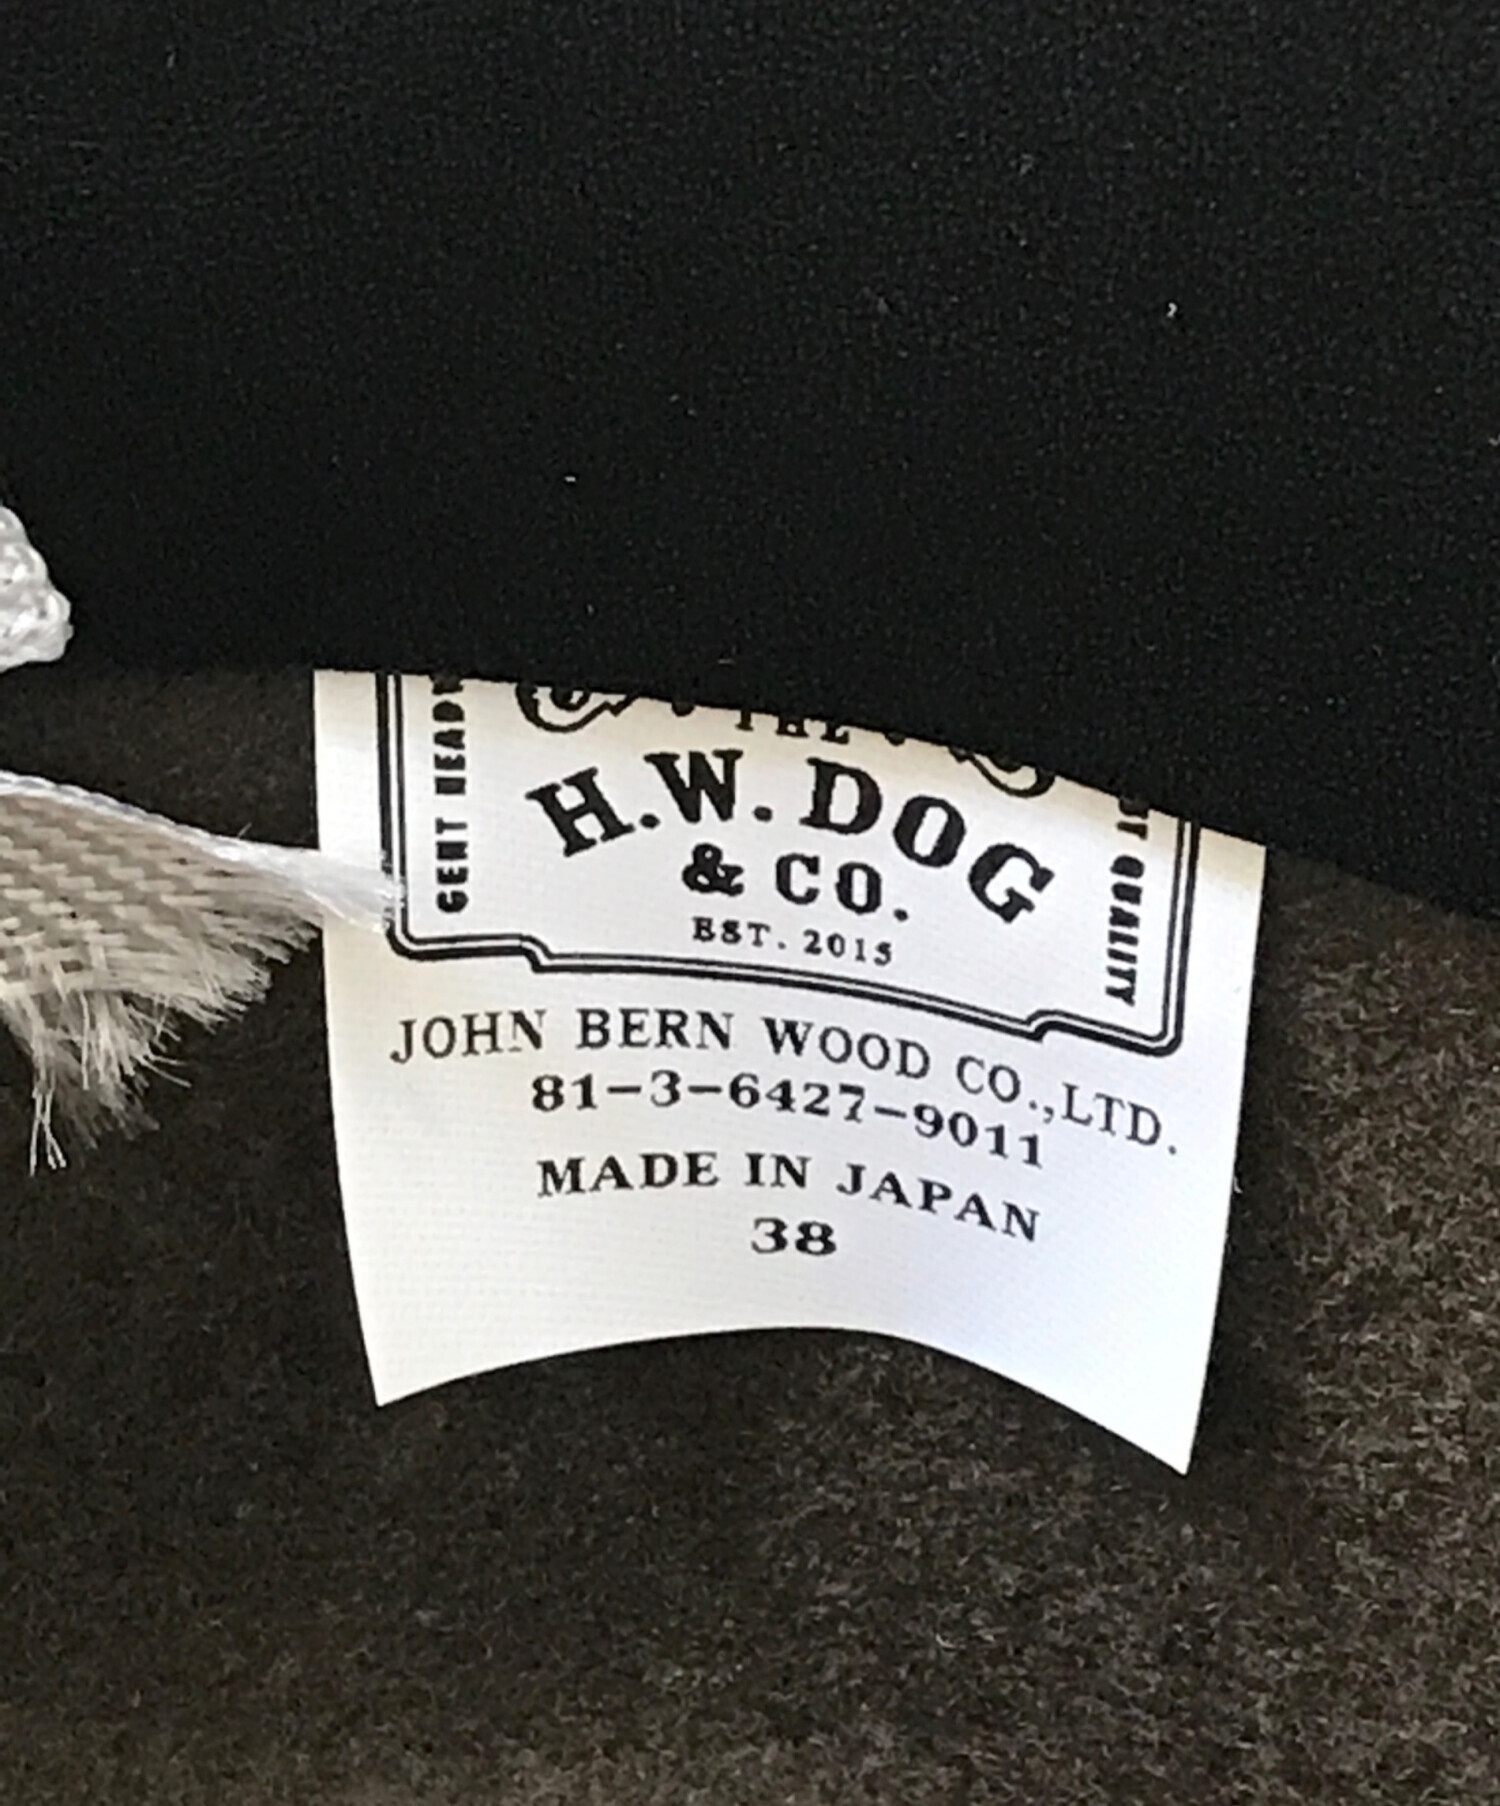 THE
H.W. DOG
& CO.
EST. 2015
GENT
QUALITY
JOHN BERN WOOD CO.,LTD.
81-3-6427-9011
MADE IN JAPAN
38